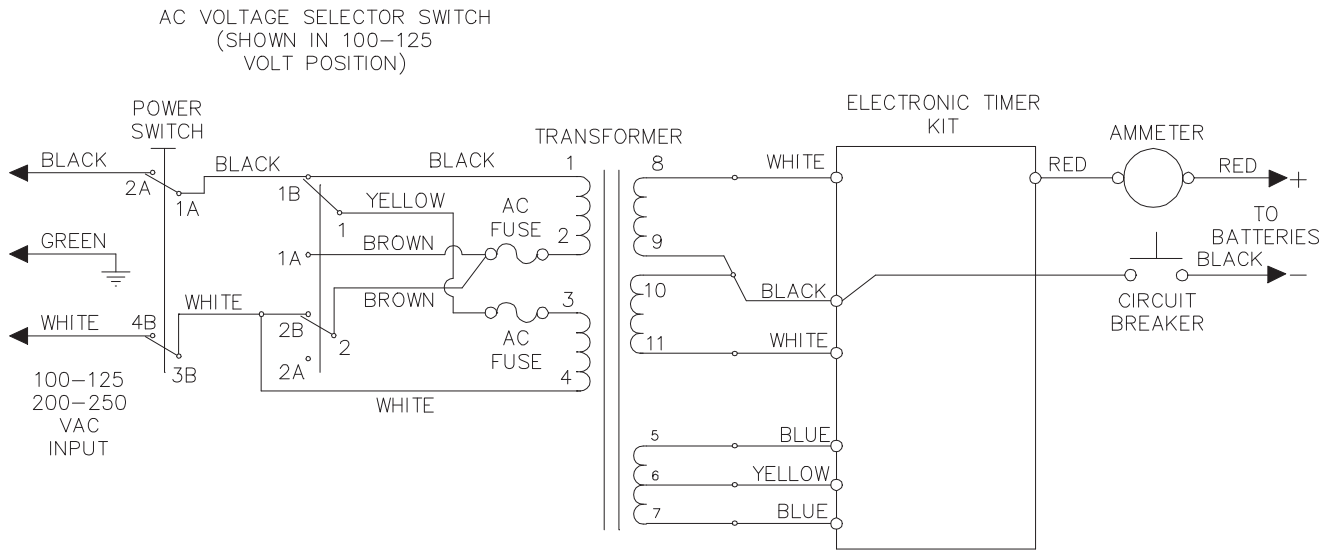 AC VOLTAGE SELECTOR SWITCH
(SHOWN IN 100-125
VOLT POSITION)
POWER
SWITCH
BLACK
2A
1A
BLACK
BLACK
1B
1
YELLOW
GREEN
1A
BROWN
BROWN
AC
FUSE
WHITE
4B
3B
WHITE
2B
2
2A
WHITE
AC
FUSE
100-125
200-250
VAC
INPUT
TRANSFORMER
1
2
3
4
8
9
10
11
5
6
7
WHITE
BLACK
WHITE
BLUE
YELLOW
BLUE
ELECTRONIC TIMER
KIT
RED
AMMETER
RED
+
TO
BATTERIES
BLACK
−
CIRCUIT
BREAKER